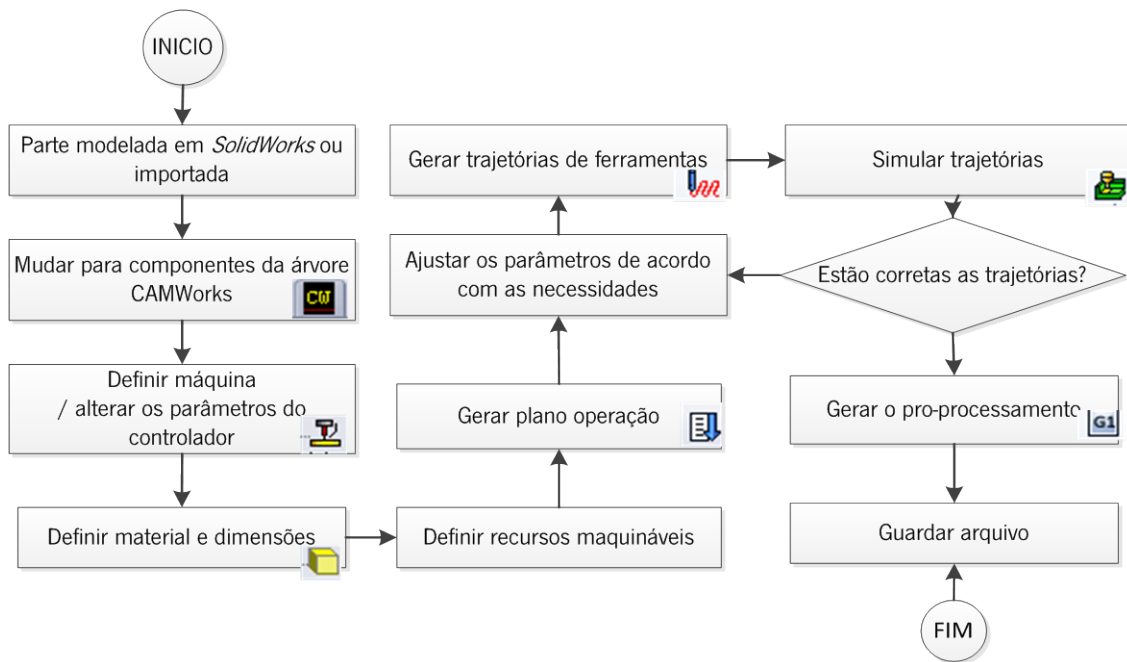 INICIO
Parte modelada em SolidWorks ou
importada
Mudar para componentes da árvore
CAMWorks
CW
Definir máquina
/ alterar os parâmetros do
controlador
Definir material e dimensões
Definir recursos maquináveis
Gerar plano operação
Ajustar os parâmetros de acordo
com as necessidades
Gerar trajetórias de ferramentas
Simular trajetórias
Estão corretas as trajetórias?
Gerar o pro-processamento
G1
Guardar arquivo
FIM